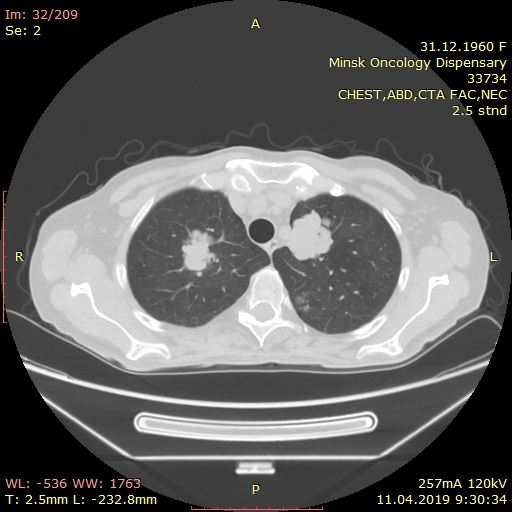 Im: 32/209
Se: 2
A
31.12.1960 F
Minsk Oncology Dispensary
33734
CHEST,ABD,CTA FAC,NEC
2.5 stnd
R
L
WL: -536 WW: 1763
T: 2.5mm L: -232.8mm
P
257mA 120kV
11.04.2019 9:30:34